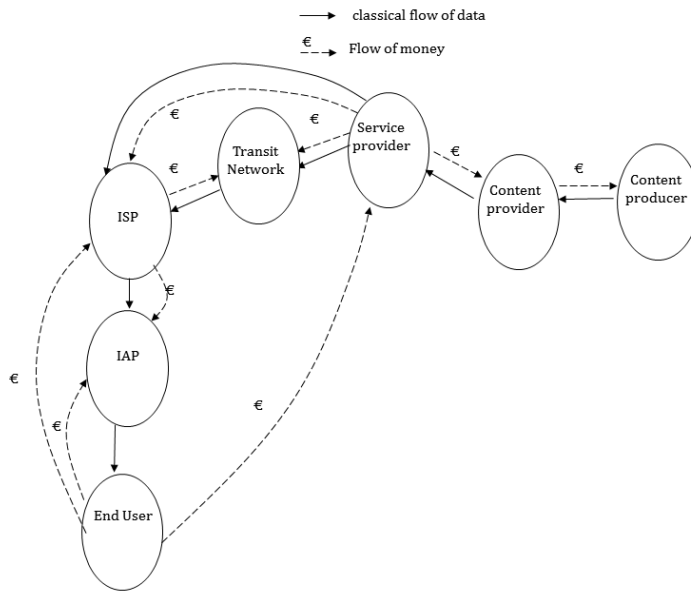 classical flow of data
€
Flow of money
€
€
Service
provider
€
€
€
Transit
Network
€
Content
provider
Content
producer
ISP
€
IAP
€
€
€
End User